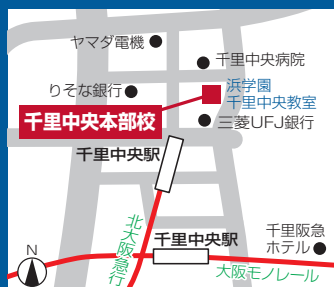 ヤマダ電機
千里中央病院
りそな銀行
浜学園
千里中央教室
千里中央本部校
三菱UFJ銀行
千里中央駅
北大阪急行
千里中央駅
千里阪急
ホテル
大阪モノレール
N